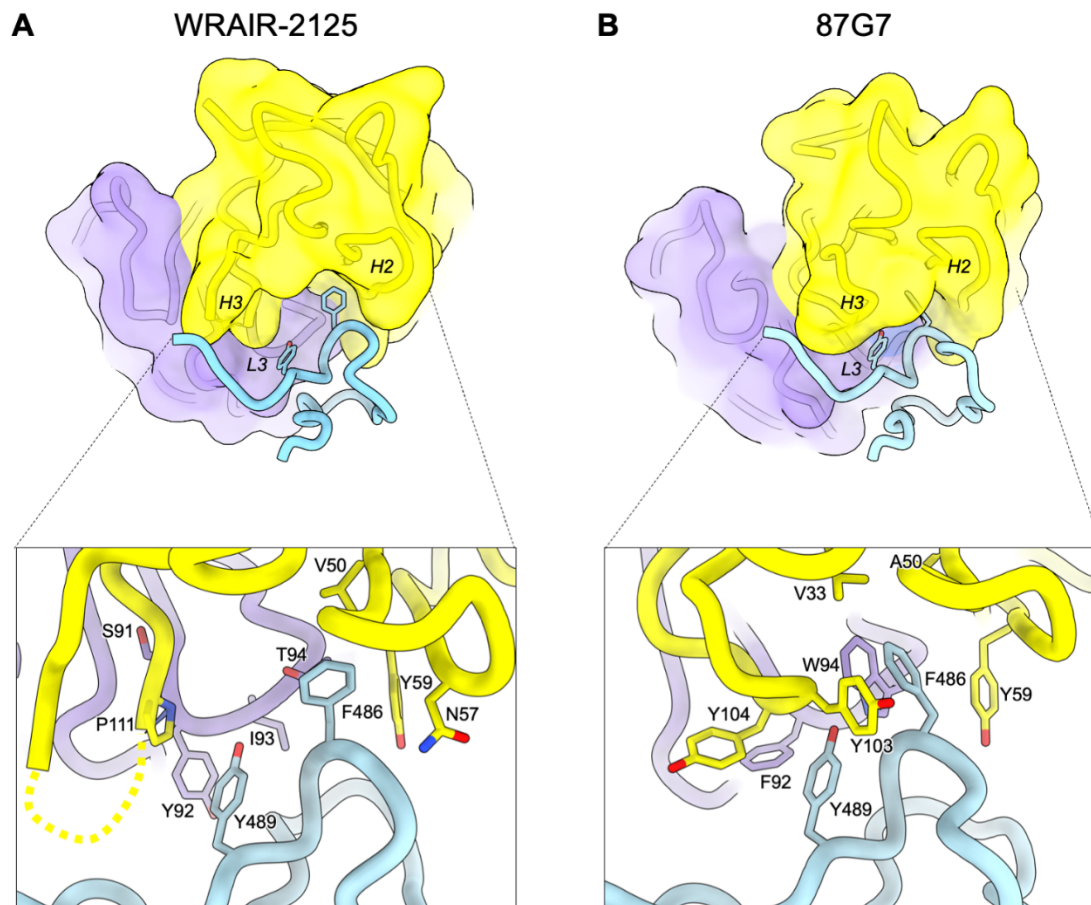 A WRAIR-2125
B 87G7
H2
H3
L3
H2
H3
L3
V50
S91
T94
Y59
P111
F486
N57
I93
Y92
Y489
A50
V33
W94
F486
Y59
Y104
Y103
F92
Y489